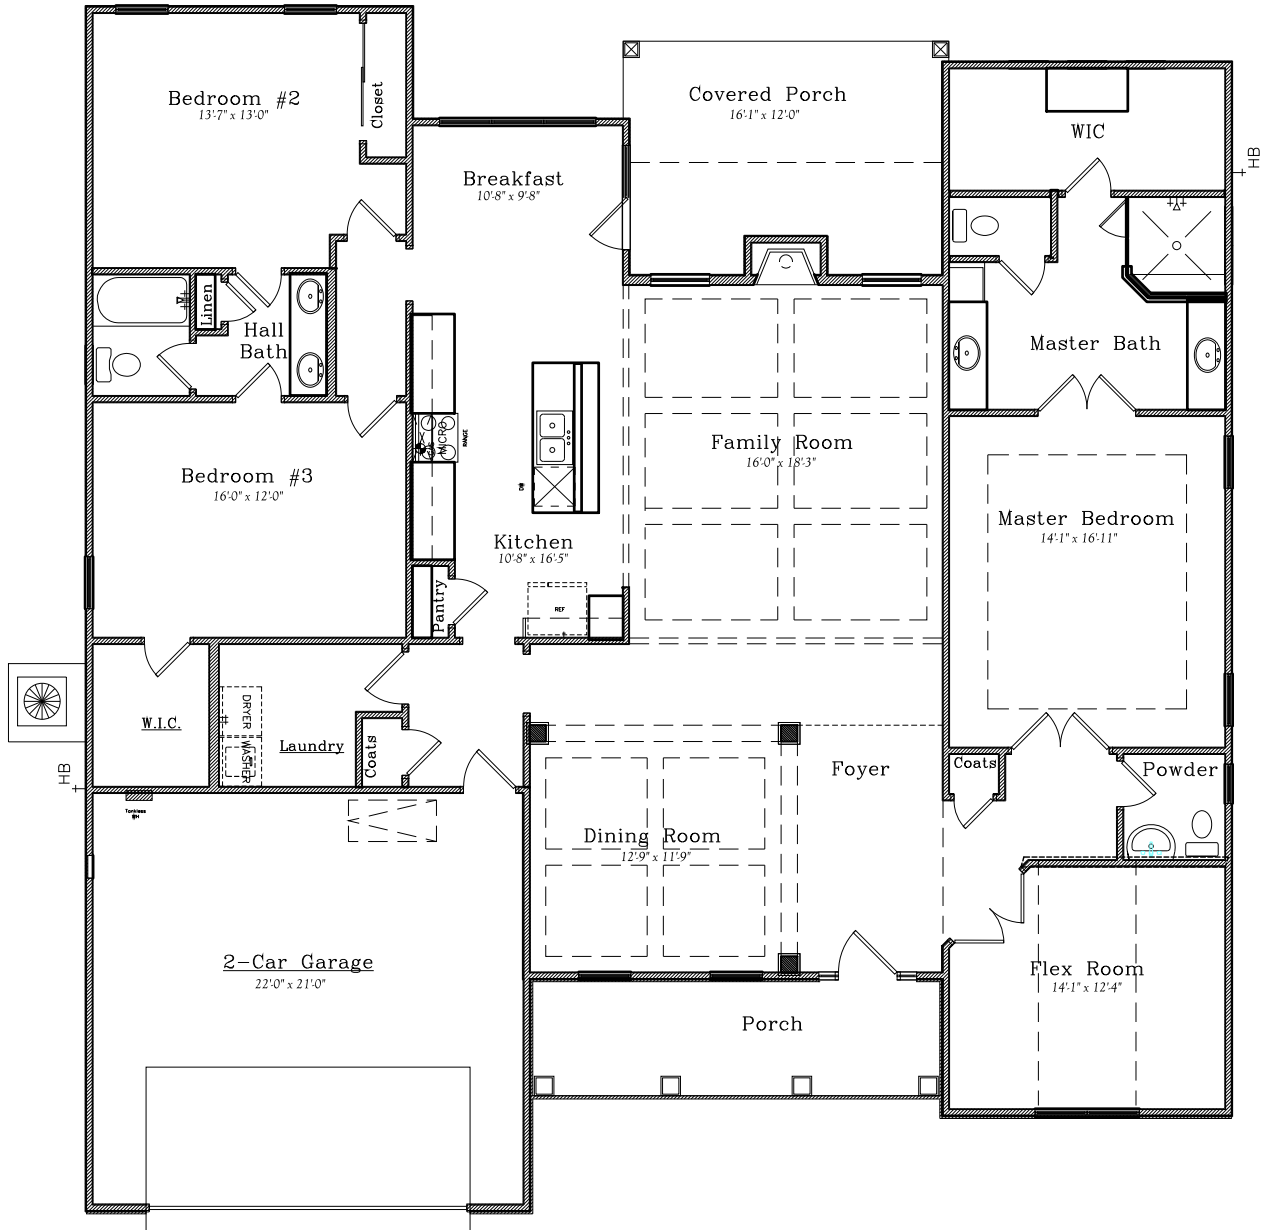 Bedroom #2
13'-7" x 13'-0"
Closet
Covered Porch
16'-1" x 12'-0"
WIC
HB
Breakfast
10'-8" x 9'-8"
Linen
Hall
Bath
Master Bath
MICRO
RANGE
Family Room
16'-0" x 18'-3"
Bedroom #3
16'-0" x 12'-0"
DW
Master Bedroom
14'-1" x 16'-11"
Kitchen
10'-8" x 16'-5"
Pantry
REF
W.I.C.
DRYER
WASHER
Laundry
Coats
HB
Foyer
Coats
Powder
Tankless
WH
Dining Room
12'-9" x 11'-9"
2-Car Garage
22'-0" x 21'-0"
Flex Room
14'-1" x 12'-4"
Porch